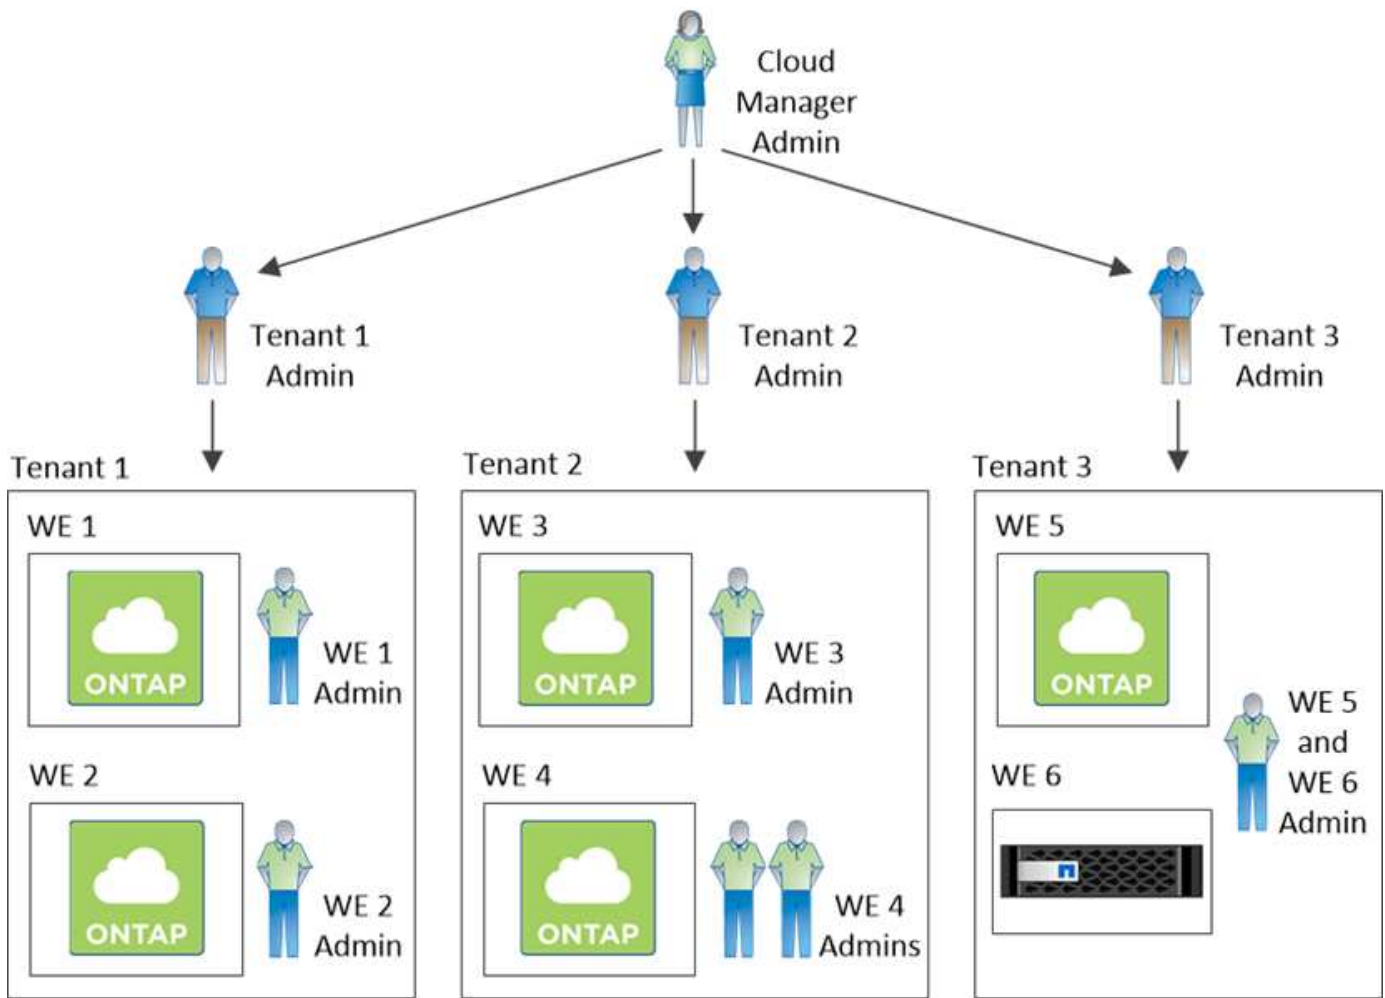 Cloud
Manager
Admin
Tenant 1
Admin
Tenant 2
Admin
Tenant 3
Admin
Tenant 1
WE 1
ONTAP
WE 1
Admin
WE 2
ONTAP
WE 2
Admin
Tenant 2
WE 3
ONTAP
WE 3
Admin
WE 4
ONTAP
WE 4
Admins
Tenant 3
WE 5
ONTAP
WE 5
and
WE 6
Admin
WE 6